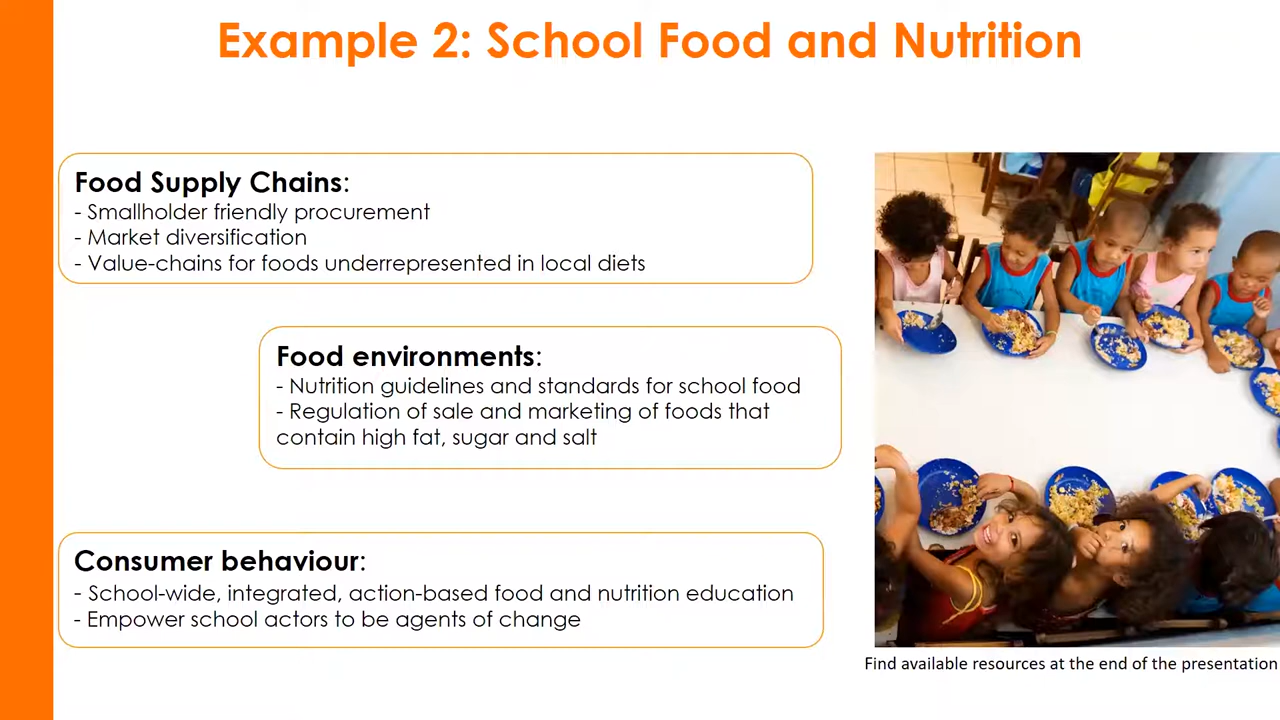 Example 2: School Food and Nutrition
Food Supply Chains:
- Smallholder friendly procurement
- Market diversification
- Value-chains for foods underrepresented in local diets
Food environments:
- Nutrition guidelines and standards for school food
- Regulation of sale and marketing of foods that
contain high fat, sugar and salt
Consumer behaviour:
- School-wide, integrated, action-based food and nutrition education
- Empower school actors to be agents of change
Find available resources at the end of the presentation